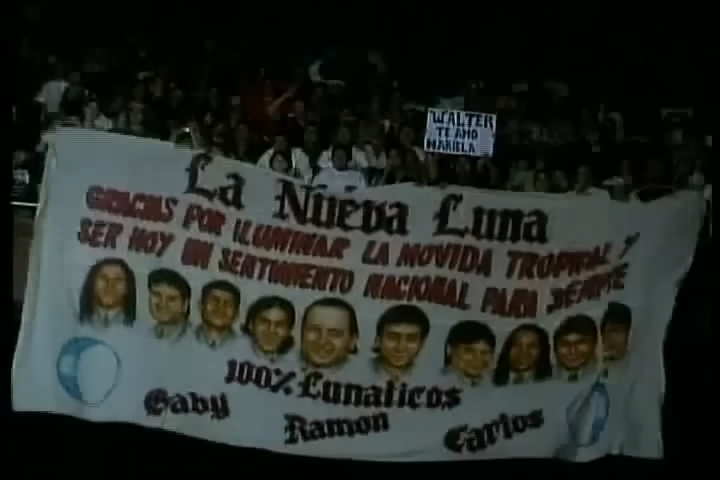 WALTER
TE AMO
MARIELA
La Nueva Luna
GRACIAS POR ILUMINAR LA MOVIDA TROPICAL Y
SER HOY UN SENTIMIENTO NACIONAL PARA SIEMPRE
100% Lunaticos
Gaby
Ramon
Carlos